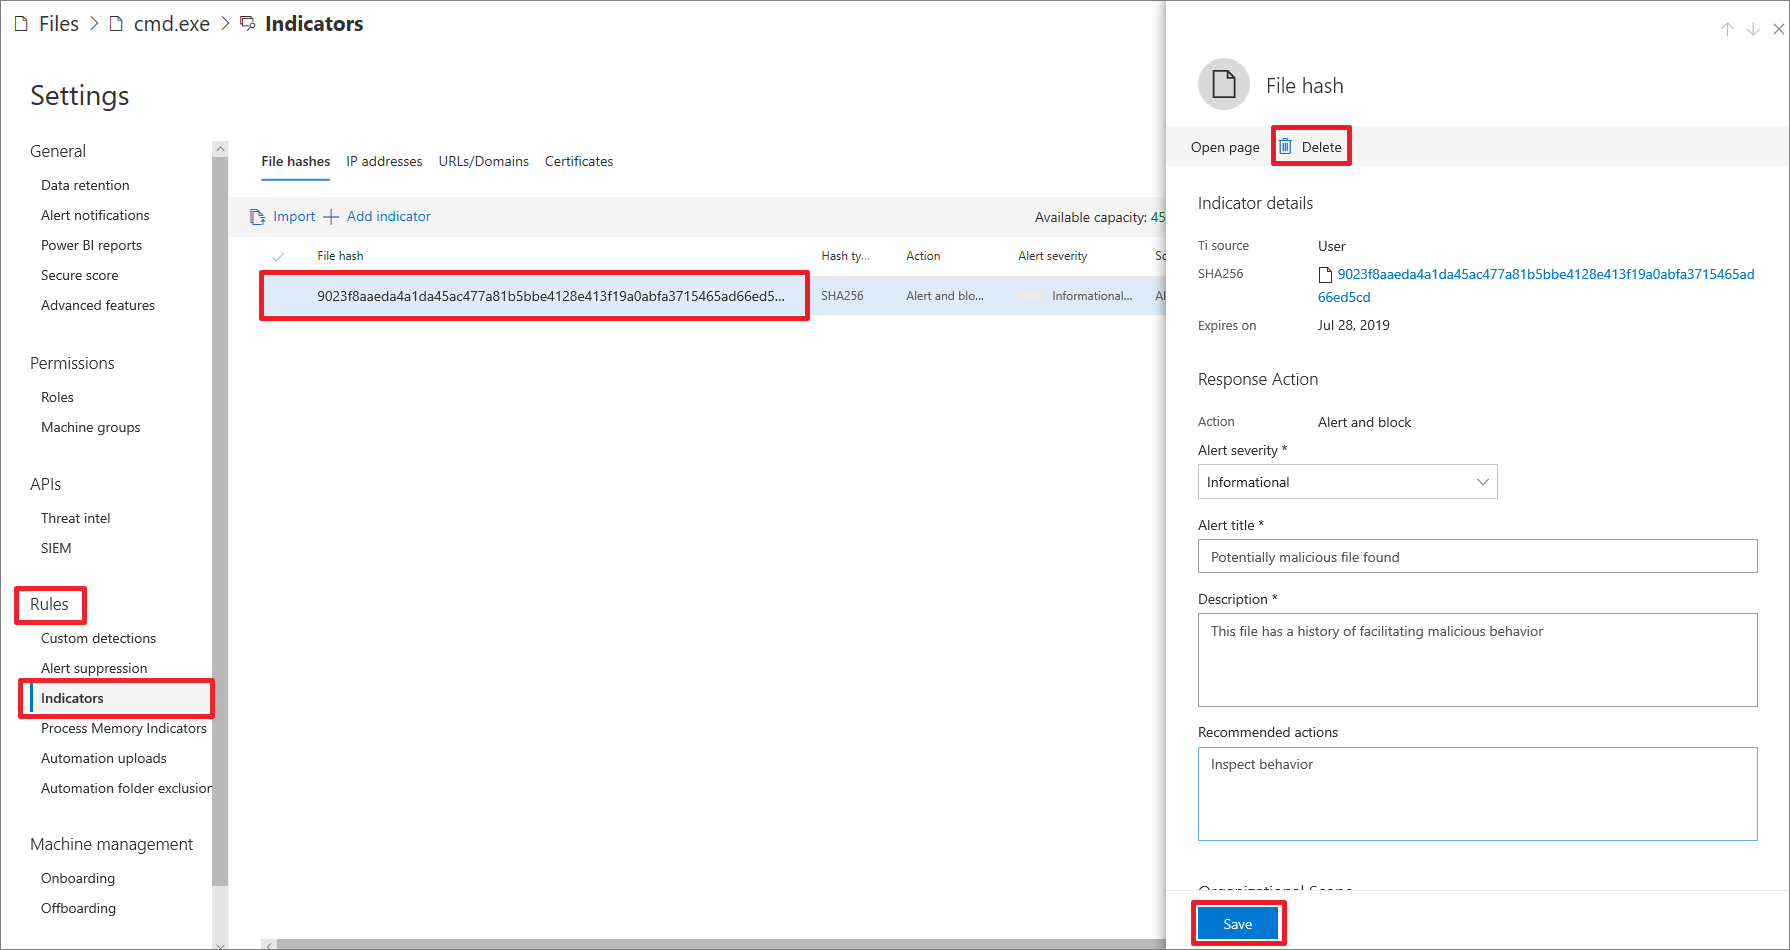 Files > cmd.exe > Indicators
Settings
General
Data retention
Alert notifications
Power BI reports
Secure score
Advanced features
Permissions
Roles
Machine groups
APIs
Threat intel
SIEM
Rules
Custom detections
Alert suppression
Indicators
Process Memory Indicators
Automation uploads
Automation folder exclusion
Machine management
Onboarding
Offboarding
File hashes IP addresses URLs/Domains Certificates
Import Add indicator Available capacity: 45
File hash Hash ty... Action Alert severity Sc
9023f8aaeda4a1da45ac477a81b5bbe4128e413f19a0abfa3715465ad66ed5... SHA256 Alert and blo... Informational... Al
File hash
Open page Delete
Indicator details
Ti source User
SHA256 9023f8aaeda4a1da45ac477a81b5bbe4128e413f19a0abfa3715465ad
66ed5cd
Expires on Jul 28, 2019
Response Action
Action Alert and block
Alert severity *
Informational
Alert title *
Potentially malicious file found
Description *
This file has a history of facilitating malicious behavior
Recommended actions
Inspect behavior
Organizational Scope
Save